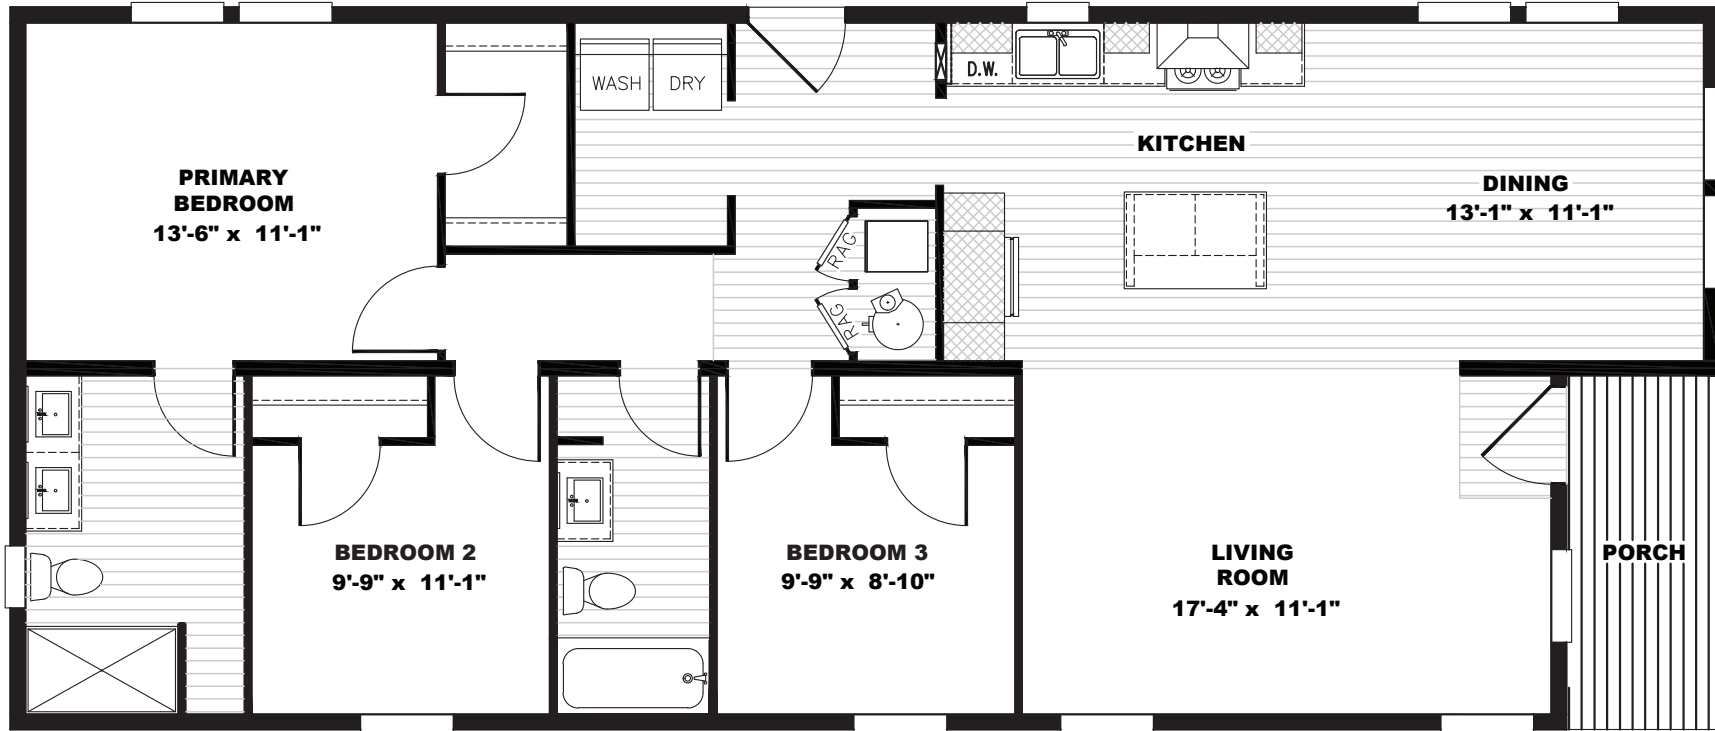 WASH
DRY
D.W.
KITCHEN
PRIMARY
BEDROOM
13'-6" x 11'-1"
DINING
13'-1" x 11'-1"
RAG
RAG
BEDROOM 2
9'-9" x 11'-1"
BEDROOM 3
9'-9" x 8'-10"
LIVING
ROOM
17'-4" x 11'-1"
PORCH